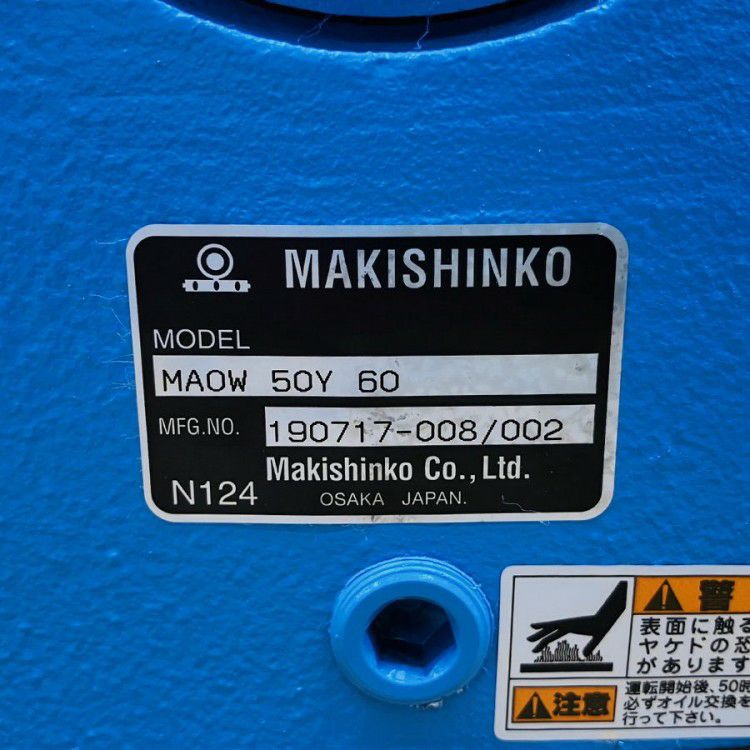 MAKISHINKO
MODEL
MAOW 50Y 60
MFG.NO. 190717-008/002
Makishinko Co., Ltd.
N124 OSAKA JAPAN.
警
表面に触る
ヤケドの恐
があります
注意 運転開始後、50時
必ずオイル交換を
行って下さい。